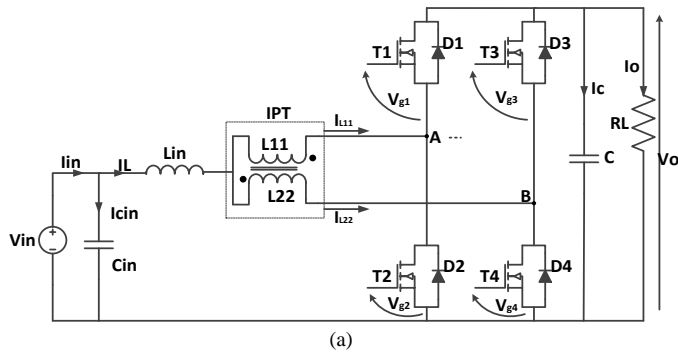 T1
D1
T3
D3
Vg1
Vg3
Ic
Io
RL
C
Vo
IPT
IL11
L11
A
Iin
IL
Lin
L22
B
IL22
Icin
Vin
Cin
T2
D2
T4
D4
Vg2
Vg4
(a)